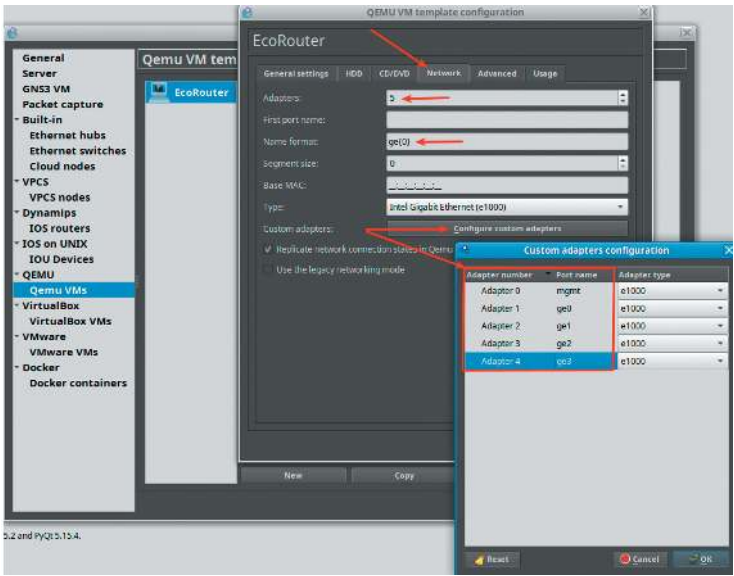 QEMU VM template configuration
General
Server
GNS3 VM
Packet capture
Built-in
Ethernet hubs
Ethernet switches
Cloud nodes
VPCS
VPCS nodes
Dynamips
IOS routers
IOS on UNIX
IOU Devices
QEMU
Qemu VMs
VirtualBox
VirtualBox VMs
VMware
VMware VMs
Docker
Docker containers
Qemu VM tem
EcoRouter
EcoRouter
General settings HDD CD/DVD Network Advanced Usage
Adapters: 5
First port name:
Name format: ge{0}
Segment size: 0
Base MAC: __:__:__:__:__:__
Type: Intel Gigabit Ethernet (e1000)
Custom adapters: Configure custom adapters
Replicate network connection states in Qemu
Use the legacy networking mode
New Copy
Custom adapters configuration
Adapter number Port name Adapter type
Adapter 0 mgmt e1000
Adapter 1 ge0 e1000
Adapter 2 ge1 e1000
Adapter 3 ge2 e1000
Adapter 4 ge3 e1000
Reset Cancel OK
5.2 and PyQt 5.15.4.